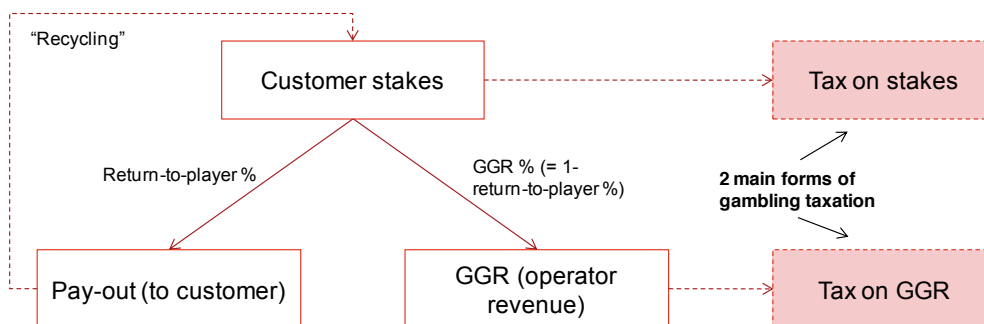 “Recycling”
Customer stakes
Tax on stakes
Return-to-player %
GGR % (= 1-
return-to-player %)
2 main forms of
gambling taxation
Pay-out (to customer)
GGR (operator
revenue)
Tax on GGR